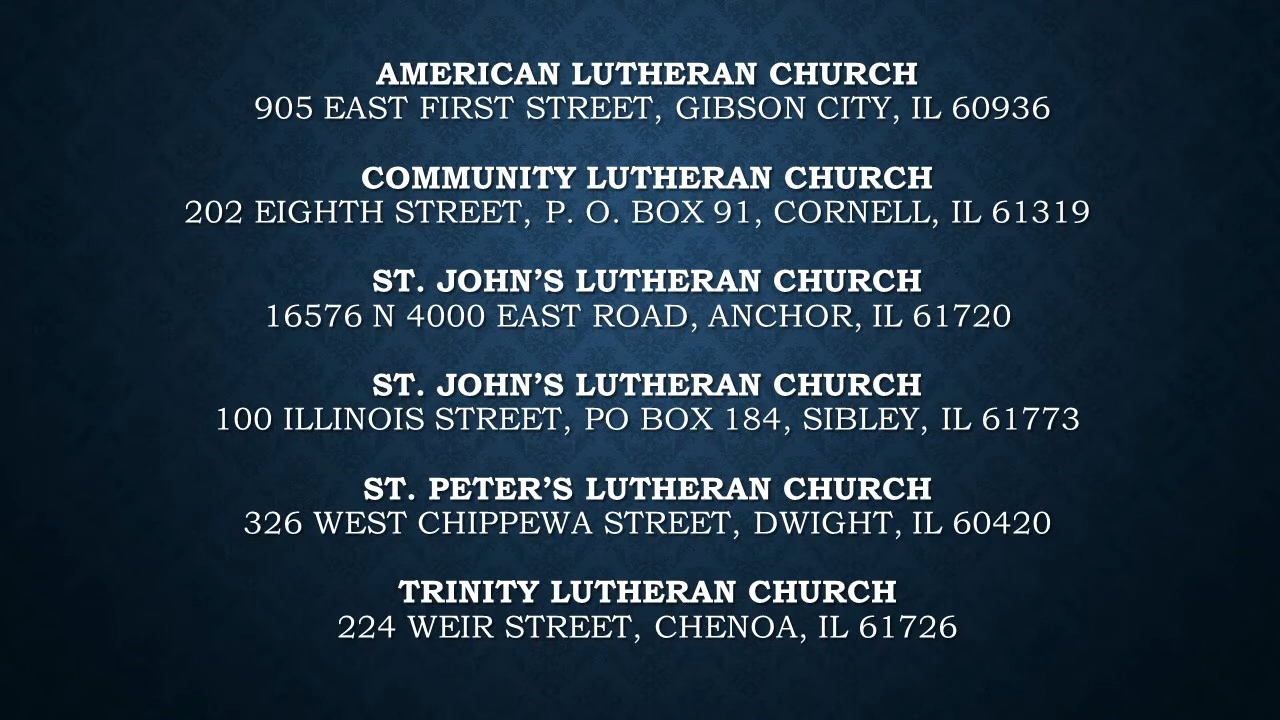 AMERICAN LUTHERAN CHURCH
905 EAST FIRST STREET, GIBSON CITY, IL 60936
COMMUNITY LUTHERAN CHURCH
202 EIGHTH STREET, P. O. BOX 91, CORNELL, IL 61319
ST. JOHN’S LUTHERAN CHURCH
16576 N 4000 EAST ROAD, ANCHOR, IL 61720
ST. JOHN’S LUTHERAN CHURCH
100 ILLINOIS STREET, PO BOX 184, SIBLEY, IL 61773
ST. PETER’S LUTHERAN CHURCH
326 WEST CHIPPEWA STREET, DWIGHT, IL 60420
TRINITY LUTHERAN CHURCH
224 WEIR STREET, CHENOA, IL 61726